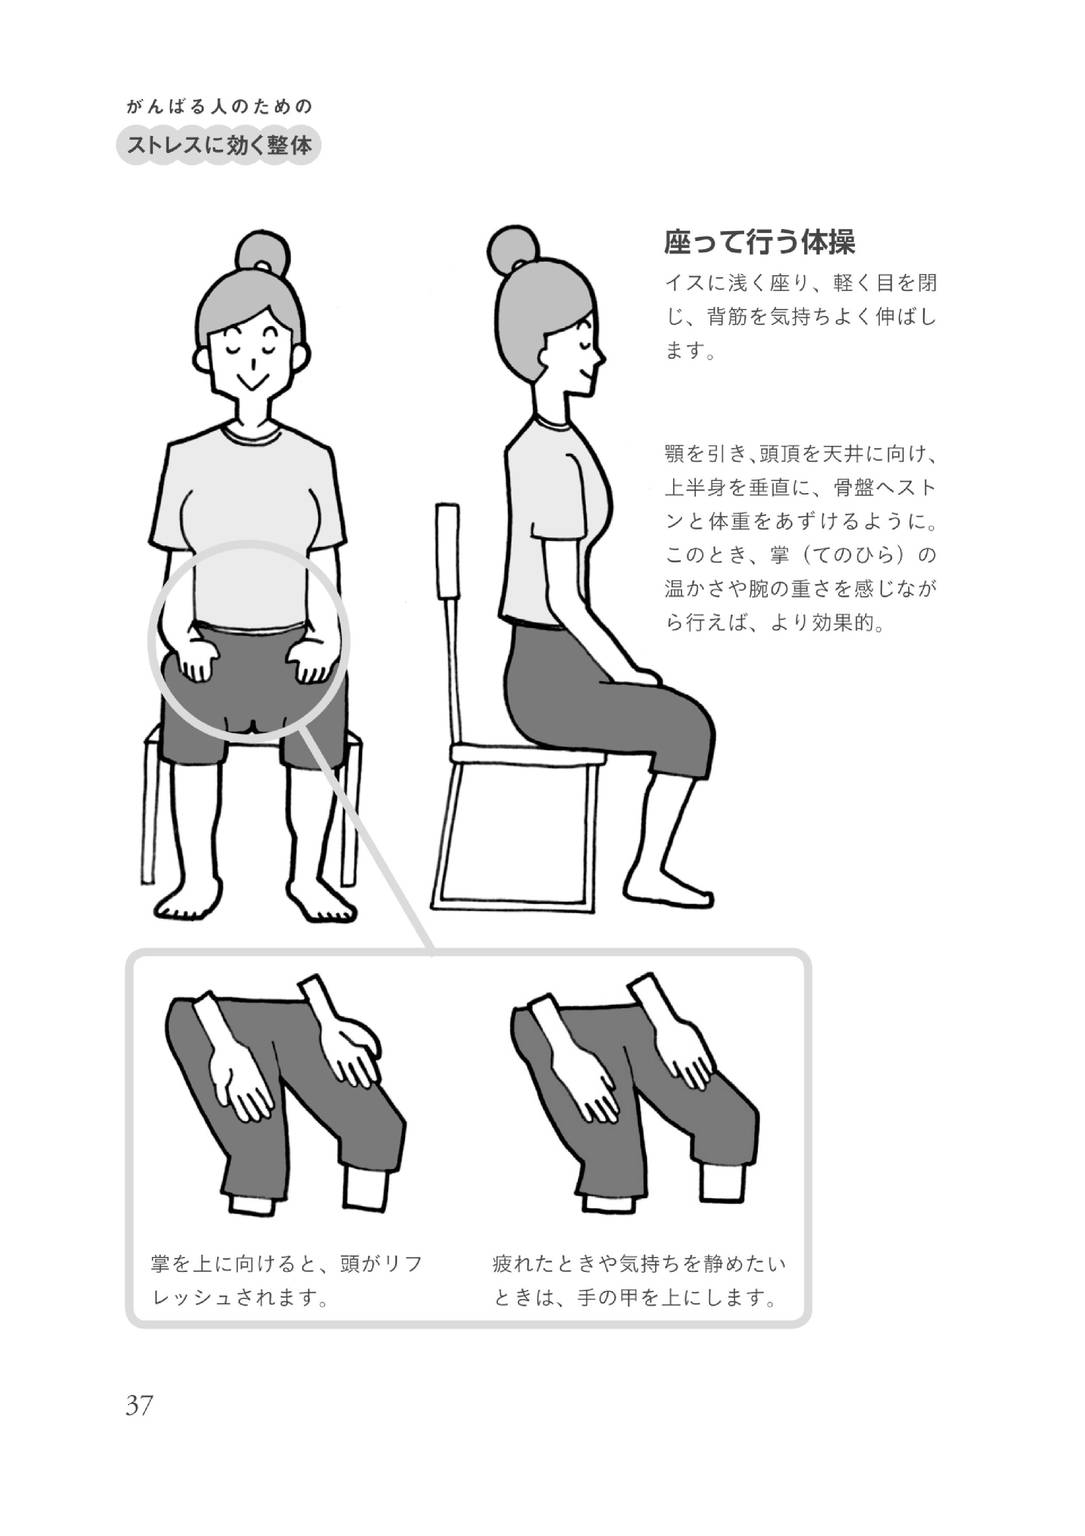 がんばる人のための
ストレスに効く整体
座って行う体操
イスに浅く座り、軽く目を閉
じ、背筋を気持ちよく伸ばし
ます。
顎を引き、頭頂を天井に向け、
上半身を垂直に、骨盤へスト
ンと体重をあずけるように。
このとき、掌（てのひら）の
温かさや腕の重さを感じなが
ら行えば、より効果的。
掌を上に向けると、頭がリフ
レッシュされます。
疲れたときや気持ちを静めたい
ときは、手の甲を上にします。
37